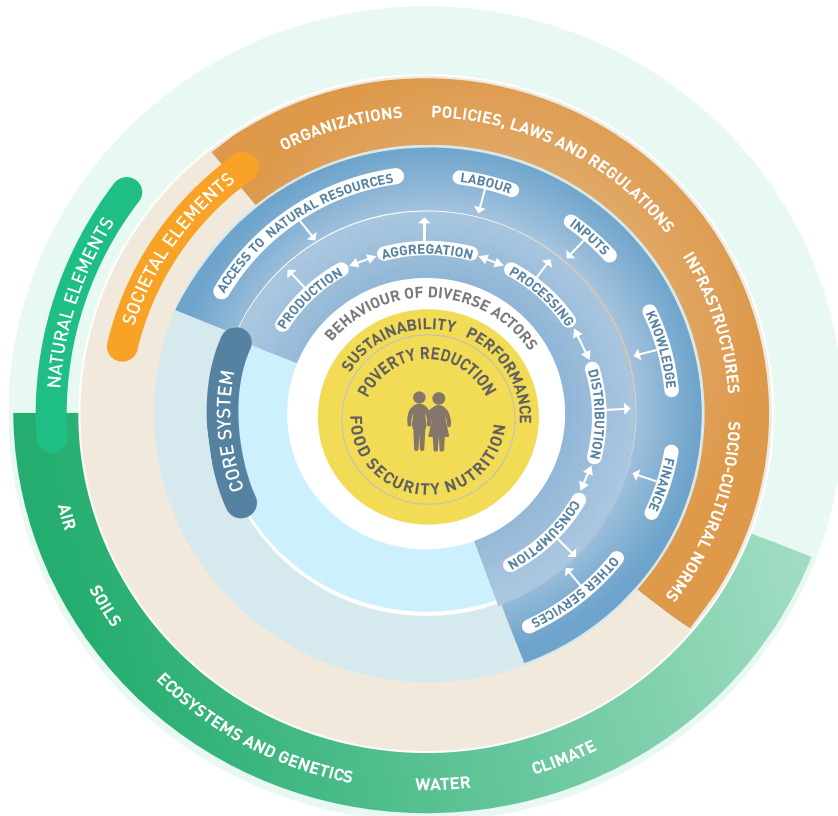 NATURAL ELEMENTS
SOCIETAL ELEMENTS
CORE SYSTEM
ORGANIZATIONS
POLICIES, LAWS AND REGULATIONS
INFRASTRUCTURES
SOCIO-CULTURAL NORMS
ACCESS TO NATURAL RESOURCES
LABOUR
INPUTS
KNOWLEDGE
FINANCE
OTHER SERVICES
PRODUCTION
AGGREGATION
PROCESSING
DISTRIBUTION
CONSUMPTION
BEHAVIOUR OF DIVERSE ACTORS
SUSTAINABILITY PERFORMANCE
POVERTY REDUCTION
FOOD SECURITY NUTRITION
AIR
SOILS
ECOSYSTEMS AND GENETICS
WATER
CLIMATE